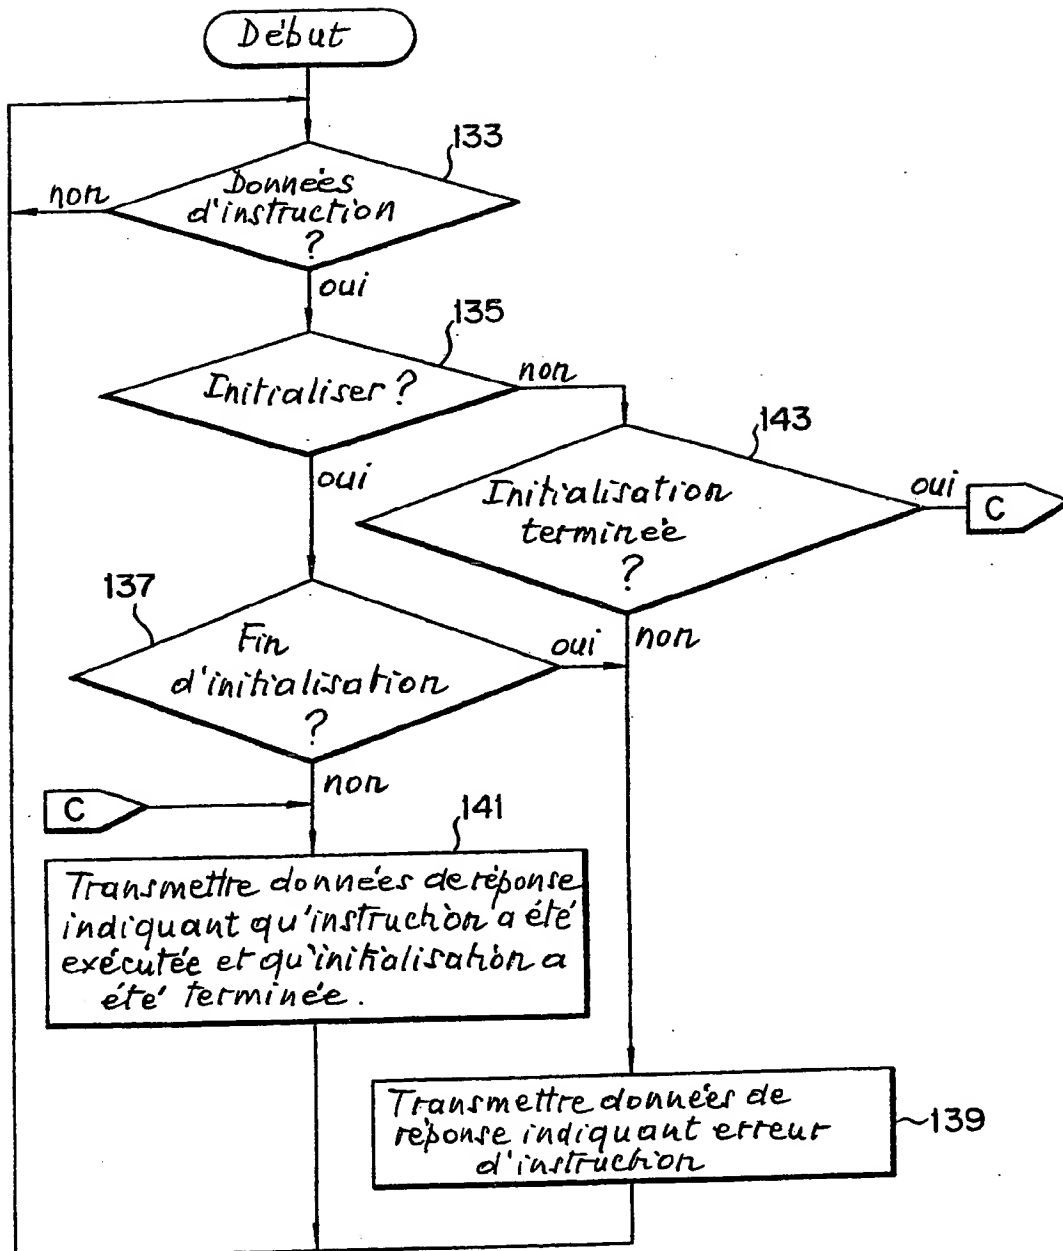 Début
133
Données
d'instruction
?
non
oui
135
Initialiser ?
non
oui
143
Initialisation
terminée
?
oui
C
non
137
Fin
d'initialisation
?
oui
non
C
141
Transmettre données de réponse
indiquant qu'instruction a été
exécutée et qu'initialisation a
été terminée.
Transmettre données de
réponse indiquant erreur
d'instruction
139